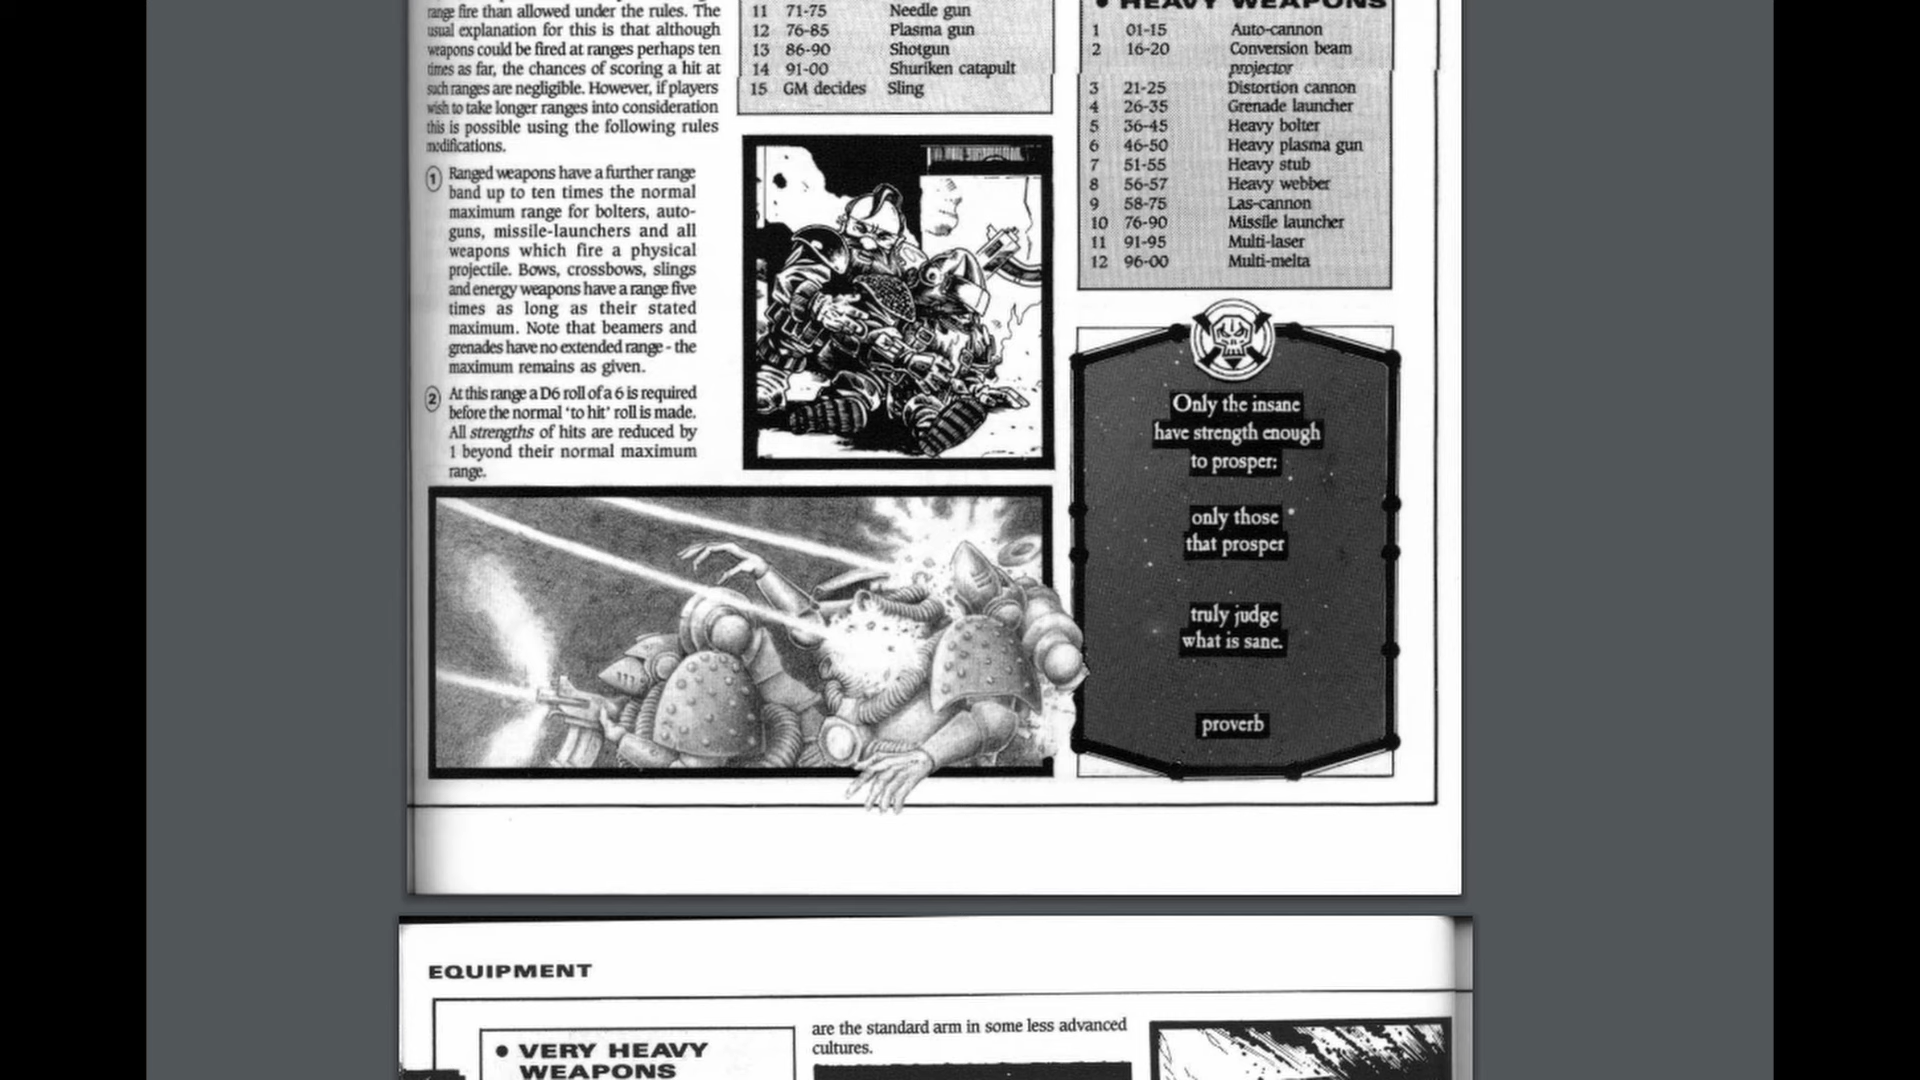 range fire than allowed under the rules. The
usual explanation for this is that although
weapons could be fired at ranges perhaps ten
times as far, the chances of scoring a hit at
such ranges are negligible. However, if players
wish to take longer ranges into consideration
this is possible using the following rules
modifications.
1 Ranged weapons have a further range
band up to ten times the normal
maximum range for bolters, auto-
guns, missile-launchers and all
weapons which fire a physical
projectile. Bows, crossbows, slings
and energy weapons have a range five
times as long as their stated
maximum. Note that beamers and
grenades have no extended range - the
maximum remains as given.
2 At this range a D6 roll of a 6 is required
before the normal 'to hit' roll is made.
All strengths of hits are reduced by
1 beyond their normal maximum
range.
11 71-75 Needle gun
12 76-85 Plasma gun
13 86-90 Shotgun
14 91-00 Shuriken catapult
15 GM decides Sling
• HEAVY WEAPONS
1 01-15 Auto-cannon
2 16-20 Conversion beam
projector
3 21-25 Distortion cannon
4 26-35 Grenade launcher
5 36-45 Heavy bolter
6 46-50 Heavy plasma gun
7 51-55 Heavy stub
8 56-57 Heavy webber
9 58-75 Las-cannon
10 76-90 Missile launcher
11 91-95 Multi-laser
12 96-00 Multi-melta
Only the insane
have strength enough
to prosper:
only those
that prosper
truly judge
what is sane.
proverb
EQUIPMENT
• VERY HEAVY
WEAPONS
are the standard arm in some less advanced
cultures.